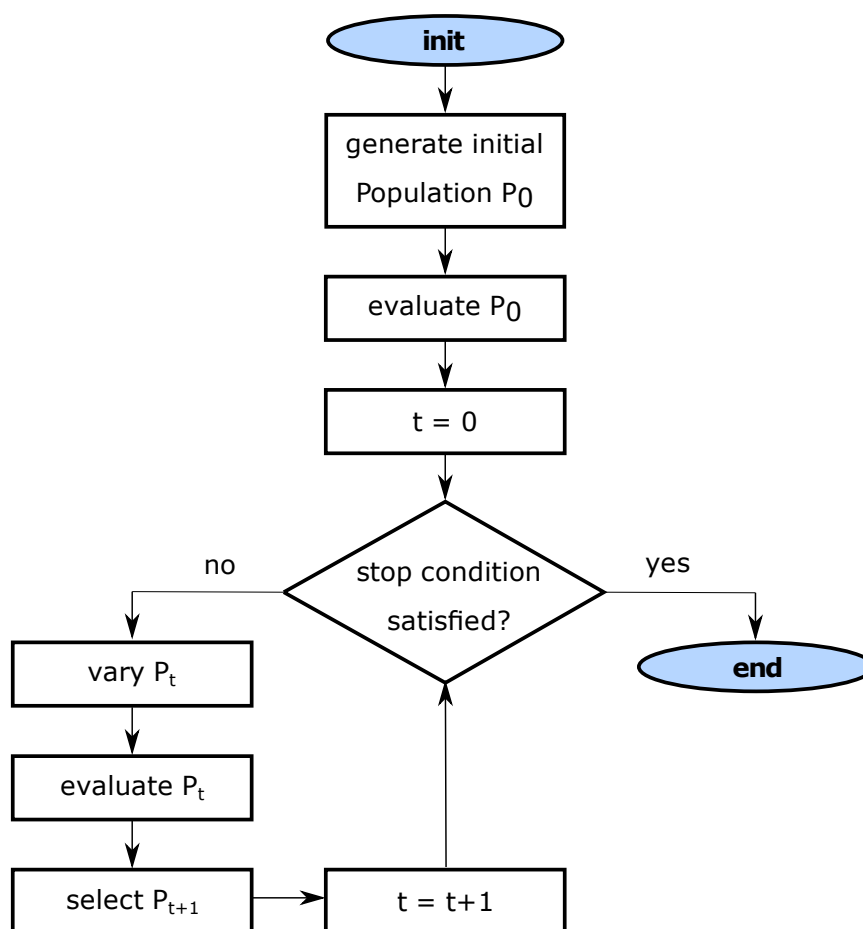 init
generate initial
Population P0
evaluate P0
t = 0
stop condition
satisfied?
no
yes
vary Pt
end
evaluate Pt
select Pt+1
t = t+1